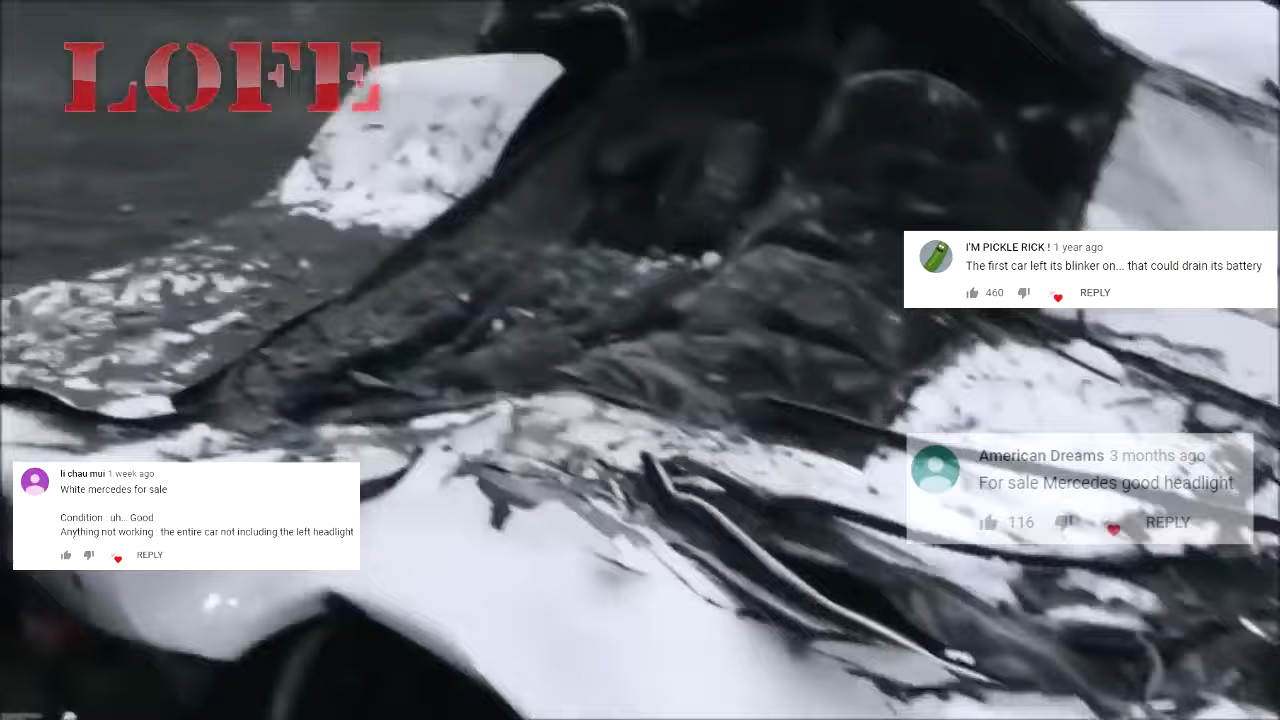 LOFE
I'M PICKLE RICK ! 1 year ago
The first car left its blinker on... that could drain its battery
460 REPLY
American Dreams 3 months ago
For sale Mercedes good headlight
116 REPLY
li chau mui 1 week ago
White mercedes for sale
Condition : uh... Good
Anything not working : the entire car not including the left headlight
REPLY